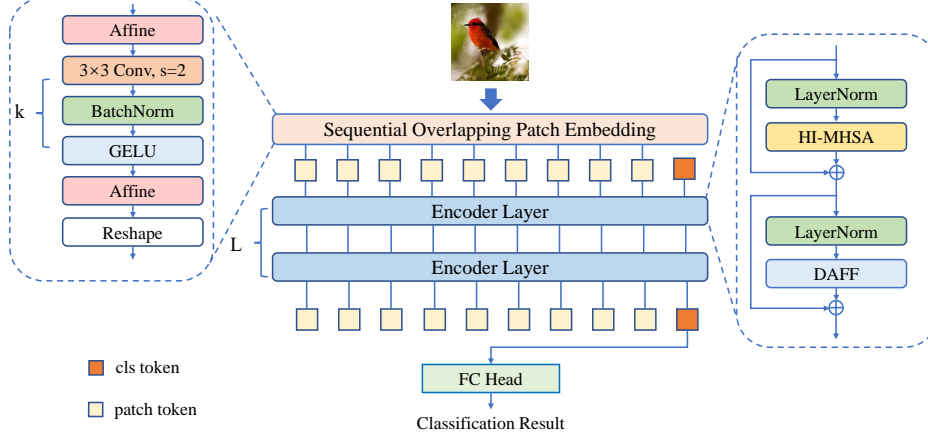 Affine
3×3 Conv, s=2
BatchNorm
GELU
Affine
Reshape
k
Sequential Overlapping Patch Embedding
Encoder Layer
L
Encoder Layer
FC Head
Classification Result
cls token
patch token
LayerNorm
HI-MHSA
LayerNorm
DAFF